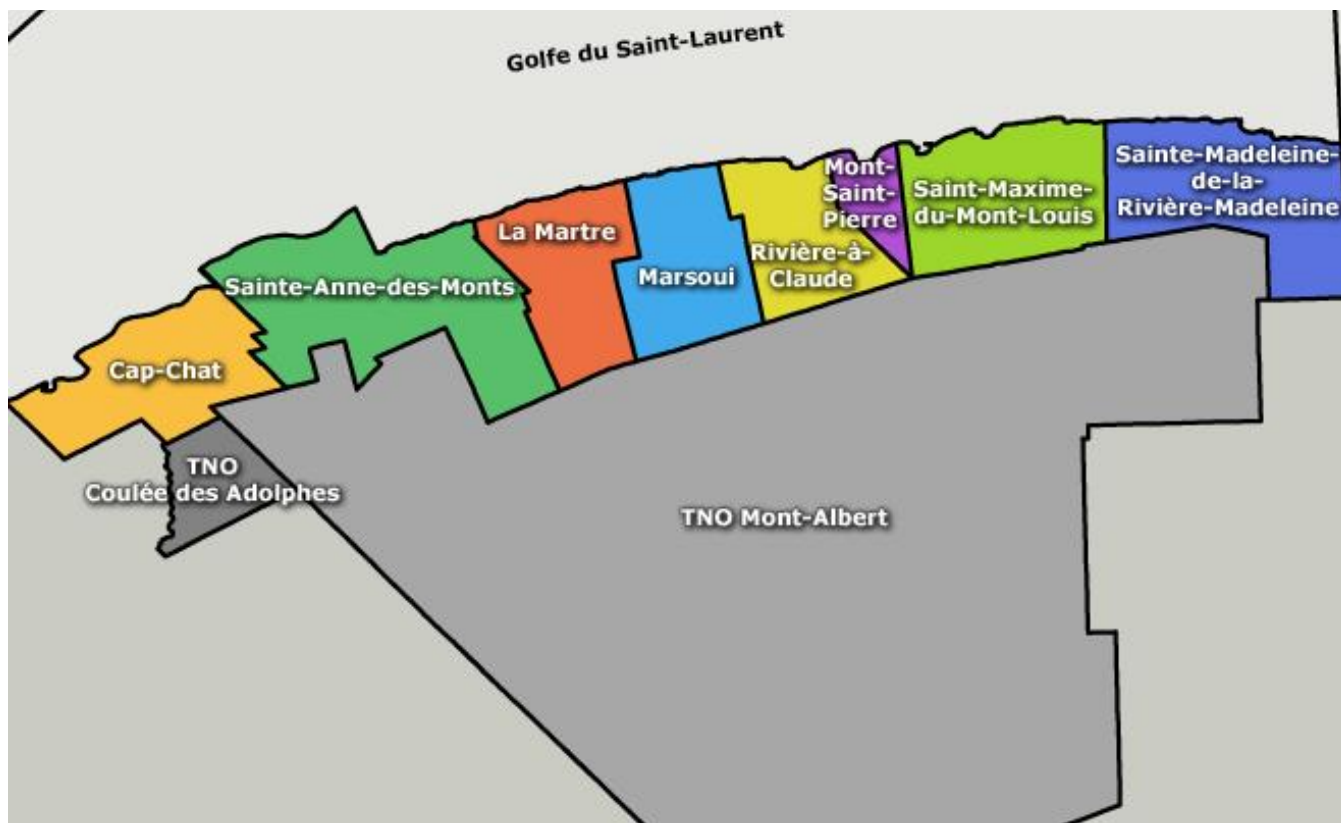 Golfe du Saint-Laurent
Sainte-Madeleine-
de-la-
Rivière-Madeleine
Mont-
Saint-
Pierre
Saint-Maxime-
du-Mont-Louis
La Martre
Rivière-à-
Claude
Marsoui
Sainte-Anne-des-Monts
Cap-Chat
TNO
Coulée des Adolphes
TNO Mont-Albert